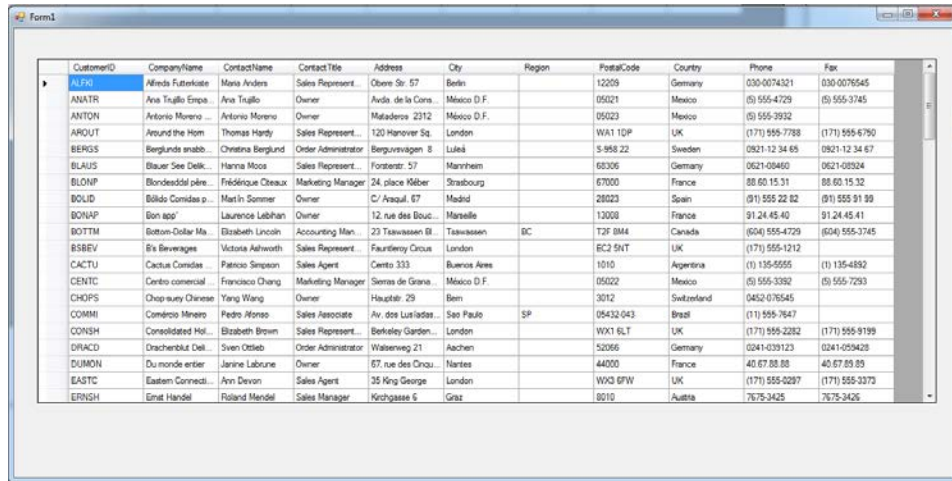 Form1
CustomerID CompanyName ContactName ContactTitle Address City Region PostalCode Country Phone Fax
ALFKI Alfreds Futterkiste Maria Anders Sales Represent... Obere Str. 57 Berlin 12209 Germany 030-0074321 030-0076545
ANATR Ana Trujillo Empa... Ana Trujillo Owner Avda. de la Cons... México D.F. 05021 Mexico (5) 555-4729 (5) 555-3745
ANTON Antonio Moreno ... Antonio Moreno Owner Mataderos 2312 México D.F. 05023 Mexico (5) 555-3932
AROUT Around the Horn Thomas Hardy Sales Represent... 120 Hanover Sq. London WA1 1DP UK (171) 555-7788 (171) 555-6750
BERGS Berglunds snabb... Christina Berglund Order Administrator Berguvsvägen 8 Luleå S-958 22 Sweden 0921-12 34 65 0921-12 34 67
BLAUS Blauer See Delik... Hanna Moos Sales Represent... Forsterstr. 57 Mannheim 68306 Germany 0621-08460 0621-08924
BLONP Blondesddsl père... Frédérique Citeaux Marketing Manager 24, place Kléber Strasbourg 67000 France 88.60.15.31 88.60.15.32
BOLID Bólido Comidas p... Martín Sommer Owner C/ Araquil, 67 Madrid 28023 Spain (91) 555 22 82 (91) 555 91 99
BONAP Bon app' Laurence Lebihan Owner 12, rue des Bouc... Marseille 13008 France 91.24.45.40 91.24.45.41
BOTTM Bottom-Dollar Ma... Elizabeth Lincoln Accounting Man... 23 Tsawassen Bl... Tsawassen BC T2F 8M4 Canada (604) 555-4729 (604) 555-3745
BSBEV B's Beverages Victoria Ashworth Sales Represent... Fauntleroy Circus London EC2 5NT UK (171) 555-1212
CACTU Cactus Comidas ... Patricio Simpson Sales Agent Cerrito 333 Buenos Aires 1010 Argentina (1) 135-5555 (1) 135-4892
CENTC Centro comercial ... Francisco Chang Marketing Manager Sierras de Grana... México D.F. 05022 Mexico (5) 555-3392 (5) 555-7293
CHOPS Chop-suey Chinese Yang Wang Owner Hauptstr. 29 Bern 3012 Switzerland 0452-076545
COMMI Comércio Mineiro Pedro Afonso Sales Associate Av. dos Lusíadas... Sao Paulo SP 05432-043 Brazil (11) 555-7647
CONSH Consolidated Hol... Elizabeth Brown Sales Represent... Berkeley Garden... London WX1 6LT UK (171) 555-2282 (171) 555-9199
DRACD Drachenblut Deli... Sven Ottlieb Order Administrator Walserweg 21 Aachen 52066 Germany 0241-039123 0241-059428
DUMON Du monde entier Janine Labrune Owner 67, rue des Cinqu... Nantes 44000 France 40.67.88.88 40.67.89.89
EASTC Eastern Connecti... Ann Devon Sales Agent 35 King George London WX3 6FW UK (171) 555-0297 (171) 555-3373
ERNSH Ernst Handel Roland Mendel Sales Manager Kirchgasse 6 Graz 8010 Austria 7675-3425 7675-3426